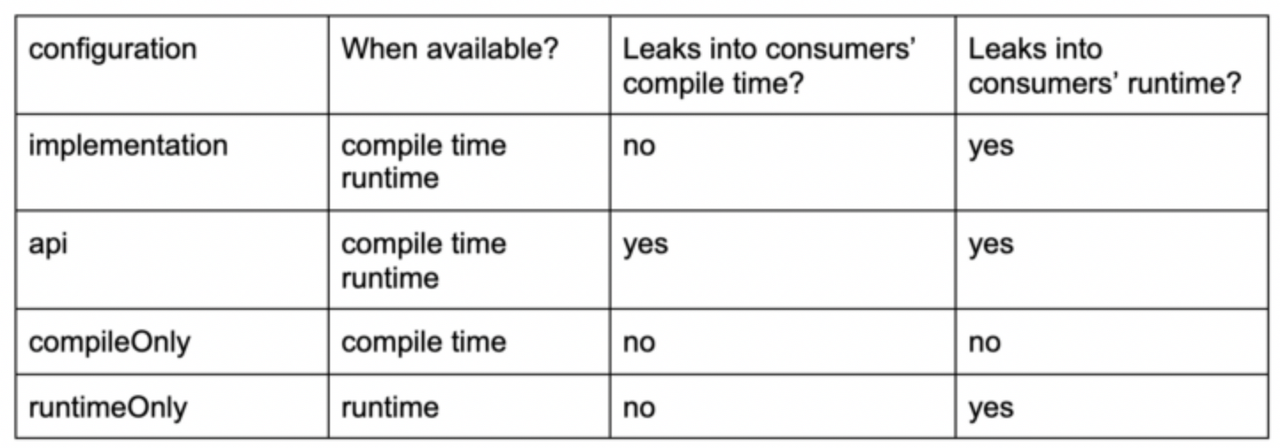 configuration
When available?
Leaks into consumers’
compile time?
Leaks into
consumers’ runtime?
implementation
compile time
runtime
no
yes
api
compile time
runtime
yes
yes
compileOnly
compile time
no
no
runtimeOnly
runtime
no
yes